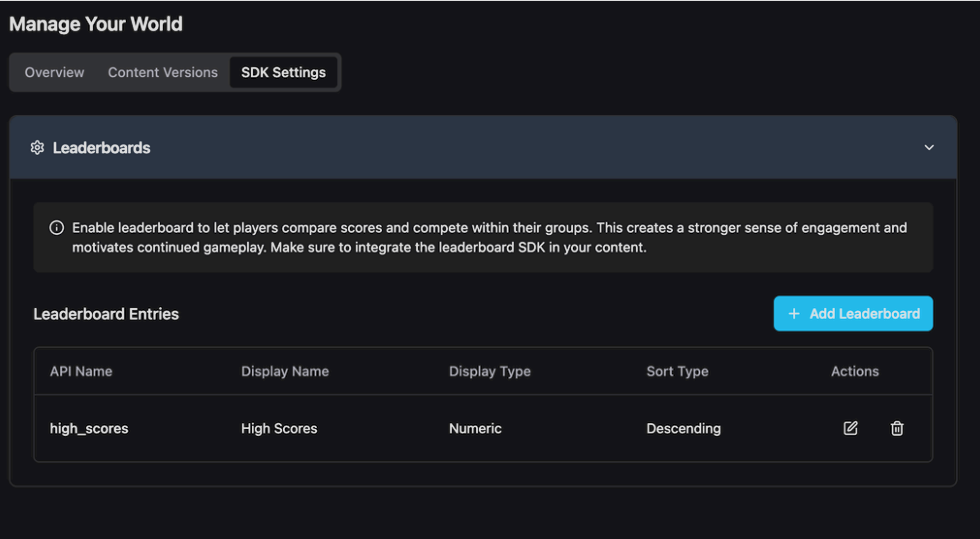 Manage Your World
Overview Content Versions SDK Settings
Leaderboards
Enable leaderboard to let players compare scores and compete within their groups. This creates a stronger sense of engagement and
motivates continued gameplay. Make sure to integrate the leaderboard SDK in your content.
Leaderboard Entries
+ Add Leaderboard
API Name Display Name Display Type Sort Type Actions
high_scores High Scores Numeric Descending